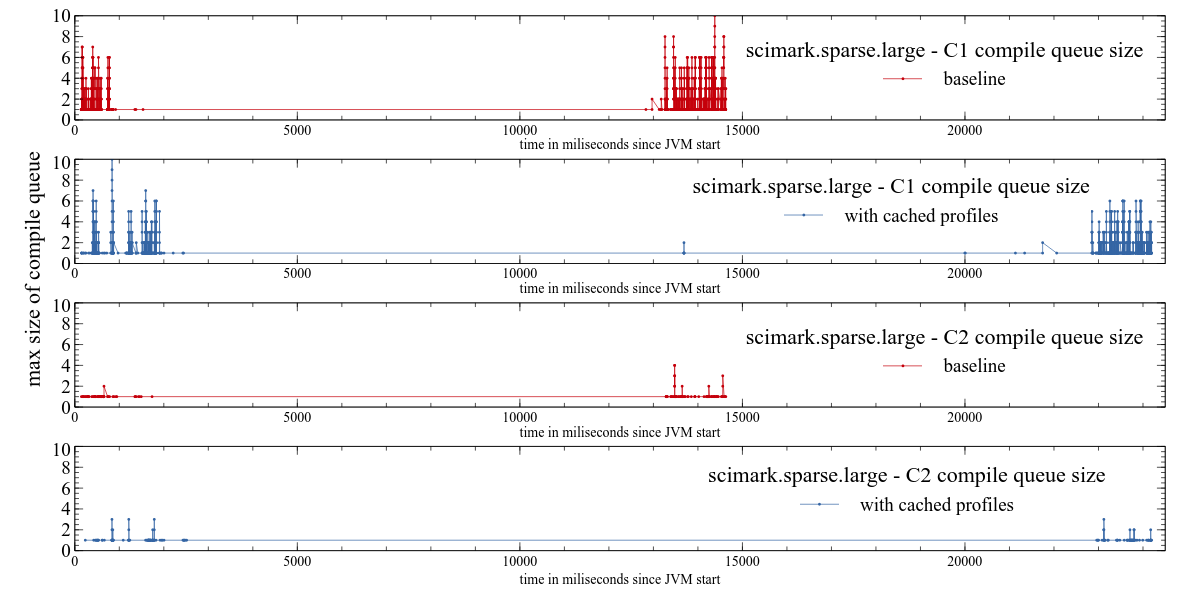 max size of compile queue
10
8
6
4
2
0
scimark.sparse.large - C1 compile queue size
baseline
0 5000 10000 15000 20000
time in miliseconds since JVM start
10
8
6
4
2
0
scimark.sparse.large - C1 compile queue size
with cached profiles
0 5000 10000 15000 20000
time in miliseconds since JVM start
10
8
6
4
2
0
scimark.sparse.large - C2 compile queue size
baseline
0 5000 10000 15000 20000
time in miliseconds since JVM start
10
8
6
4
2
0
scimark.sparse.large - C2 compile queue size
with cached profiles
0 5000 10000 15000 20000
time in miliseconds since JVM start